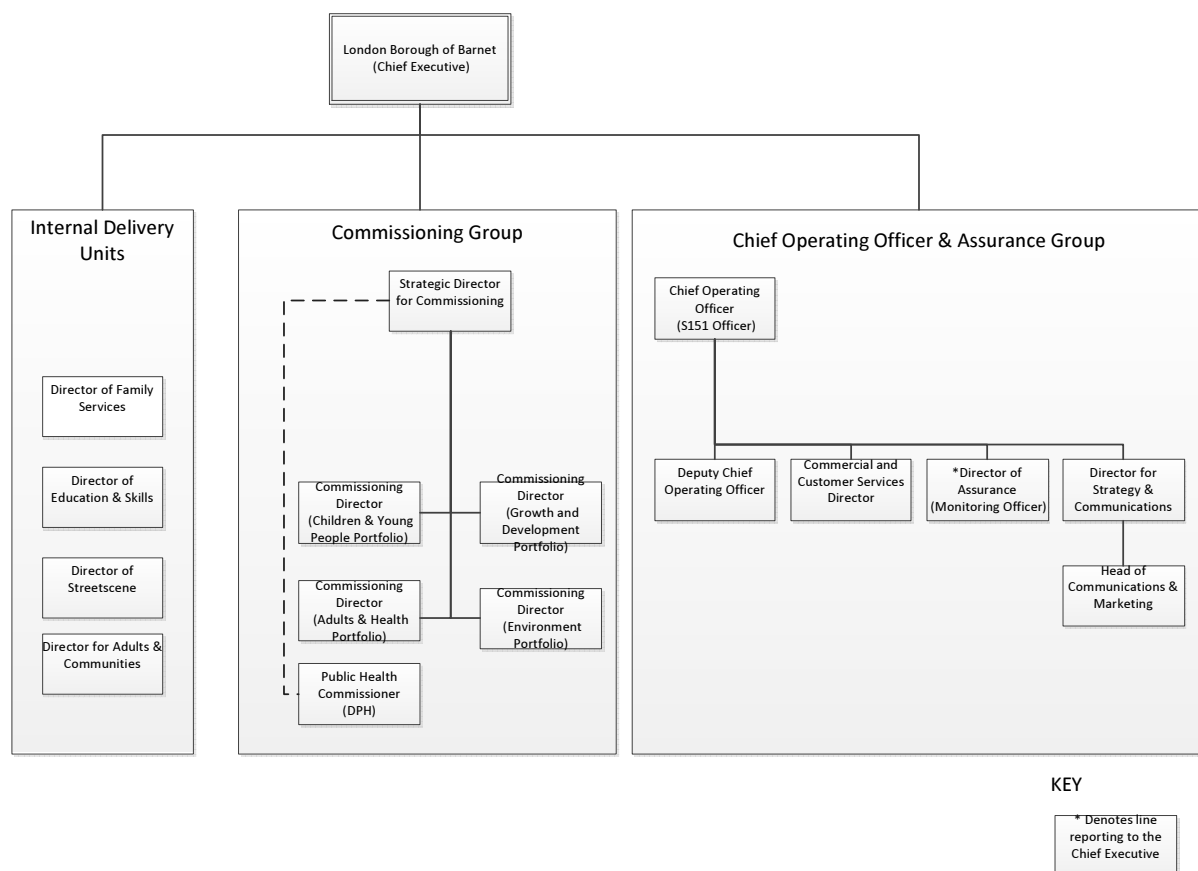 London Borough of Barnet
(Chief Executive)
Internal Delivery
Units
Director of Family
Services
Director of
Education & Skills
Director of
Streetscene
Director for Adults &
Communities
Commissioning Group
Strategic Director
for Commissioning
Commissioning
Director
(Children & Young
People Portfolio)
Commissioning
Director
(Growth and
Development
Portfolio)
Commissioning
Director
(Adults & Health
Portfolio)
Commissioning
Director
(Environment
Portfolio)
Public Health
Commissioner
(DPH)
Chief Operating Officer & Assurance Group
Chief Operating
Officer
(S151 Officer)
Deputy Chief
Operating Officer
Commercial and
Customer Services
Director
*Director of
Assurance
(Monitoring Officer)
Director for
Strategy &
Communications
Head of
Communications &
Marketing
KEY
* Denotes line
reporting to the
Chief Executive